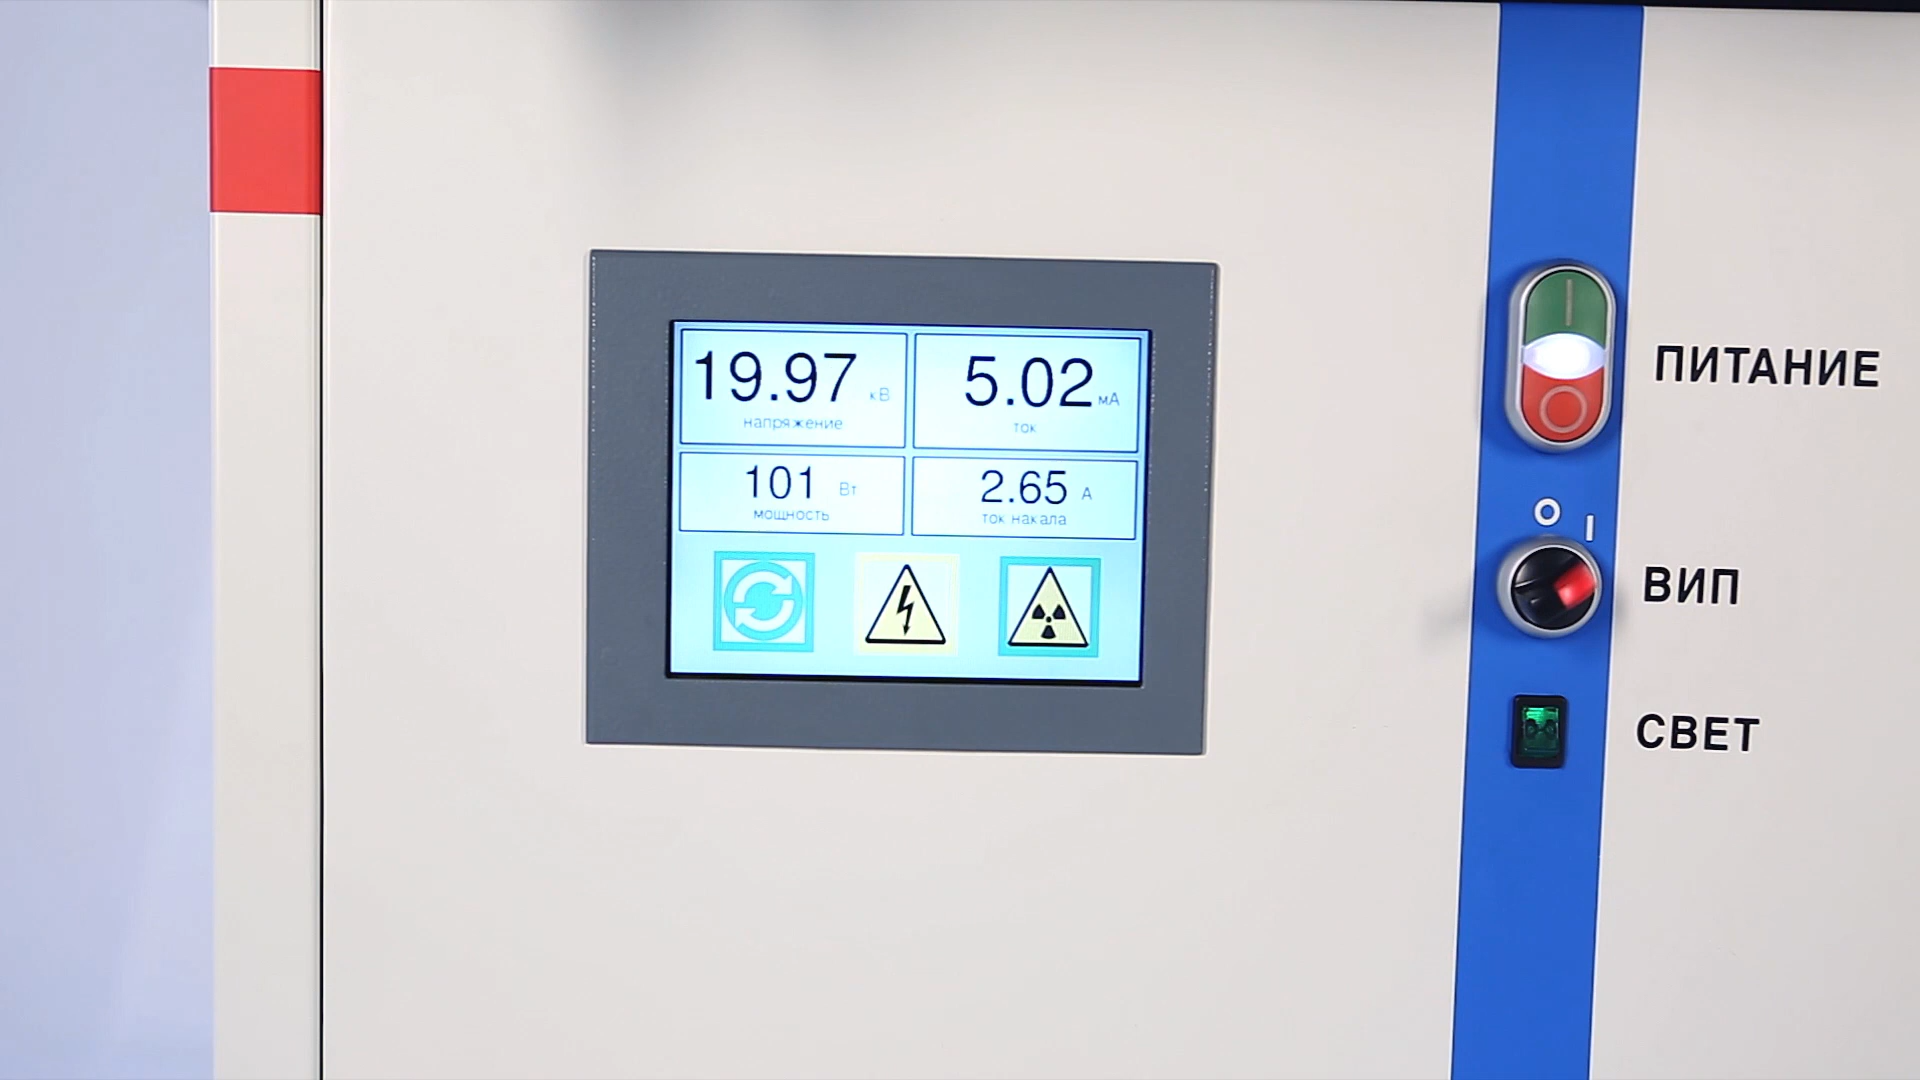 19.97 кВ
напряжение
5.02 мА
ток
101 Вт
мощность
2.65 А
ток накала
ПИТАНИЕ
O I
ВИП
СВЕТ